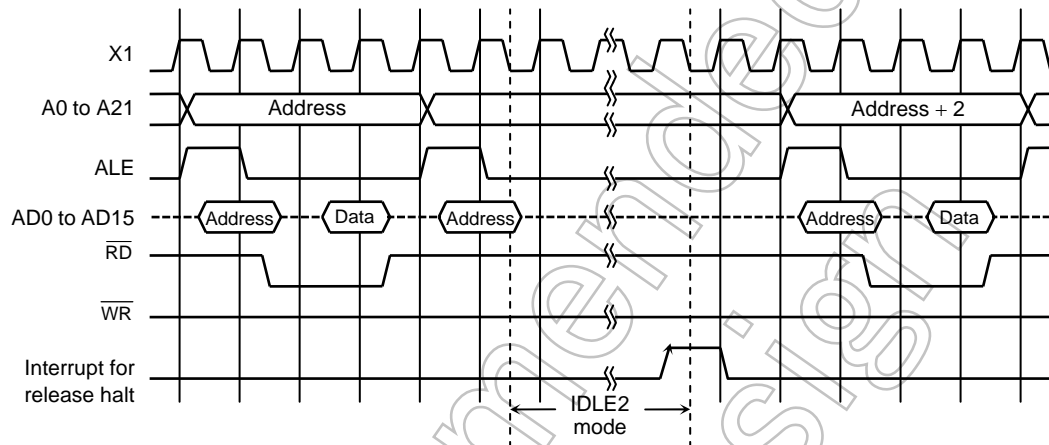 X1
A0 to A21
Address
Address + 2
ALE
AD0 to AD15
Address
Data
Address
Address
Data
RD
WR
Interrupt for
release halt
IDLE2
mode